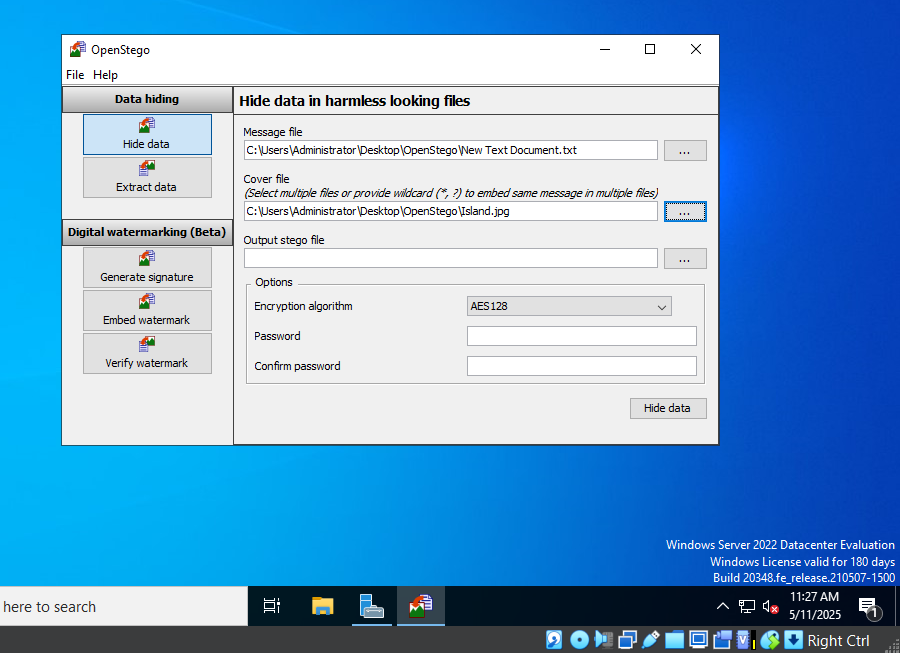 OpenStego
File Help
Data hiding
Hide data
Extract data
Digital watermarking (Beta)
Generate signature
Embed watermark
Verify watermark
Hide data in harmless looking files
Message file
C:\Users\Administrator\Desktop\OpenStego\New Text Document.txt
...
Cover file
(Select multiple files or provide wildcard (*, ?) to embed same message in multiple files)
C:\Users\Administrator\Desktop\OpenStego\Island.jpg
...
Output stego file
...
Options
Encryption algorithm
AES128
Password
Confirm password
Hide data
Windows Server 2022 Datacenter Evaluation
Windows License valid for 180 days
Build 20348.fe_release.210507-1500
here to search
11:27 AM
5/11/2025
1
Right Ctrl